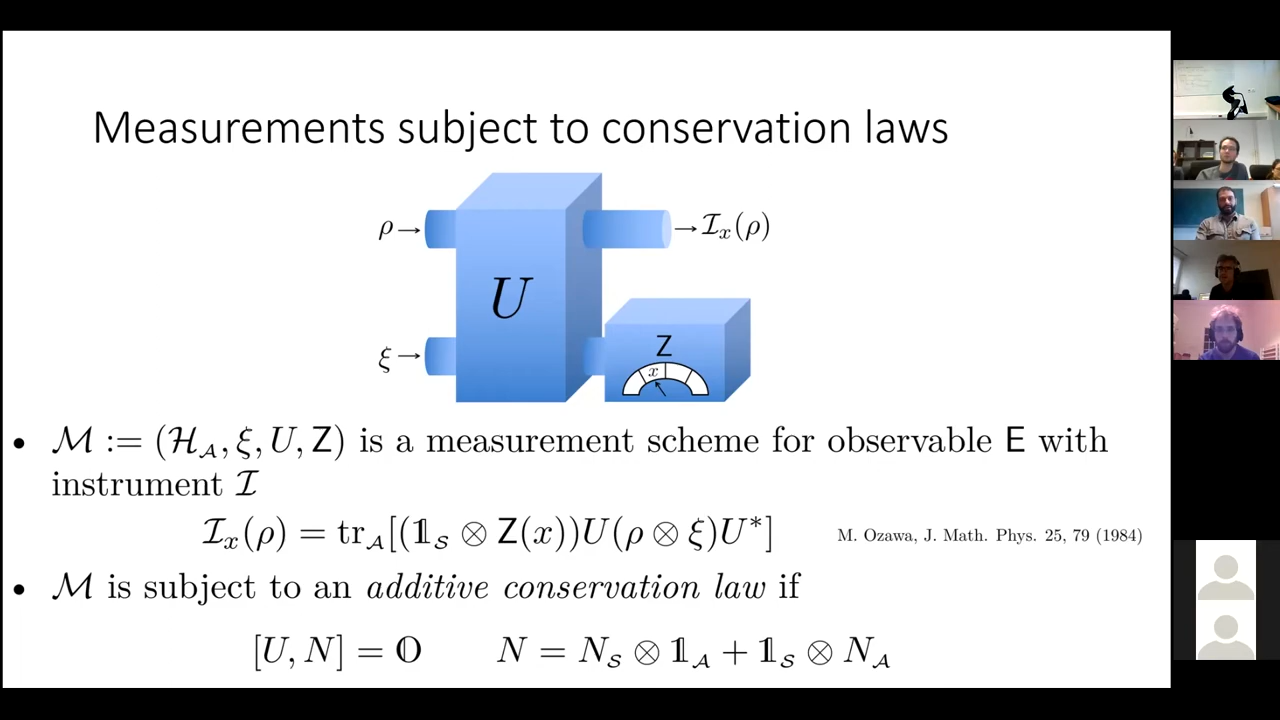 Measurements subject to conservation laws
ρ→
→ℐₓ(ρ)
U
ξ→
Z
x
• ℳ := (ℋ_𝒜, ξ, U, Z) is a measurement scheme for observable E with
instrument ℐ
ℐₓ(ρ) = tr_𝒜[(𝟙_𝒮 ⊗ Z(x))U(ρ ⊗ ξ)U*]
M. Ozawa, J. Math. Phys. 25, 79 (1984)
• ℳ is subject to an additive conservation law if
[U, N] = 𝕆 N = N_𝒮 ⊗ 𝟙_𝒜 + 𝟙_𝒮 ⊗ N_𝒜